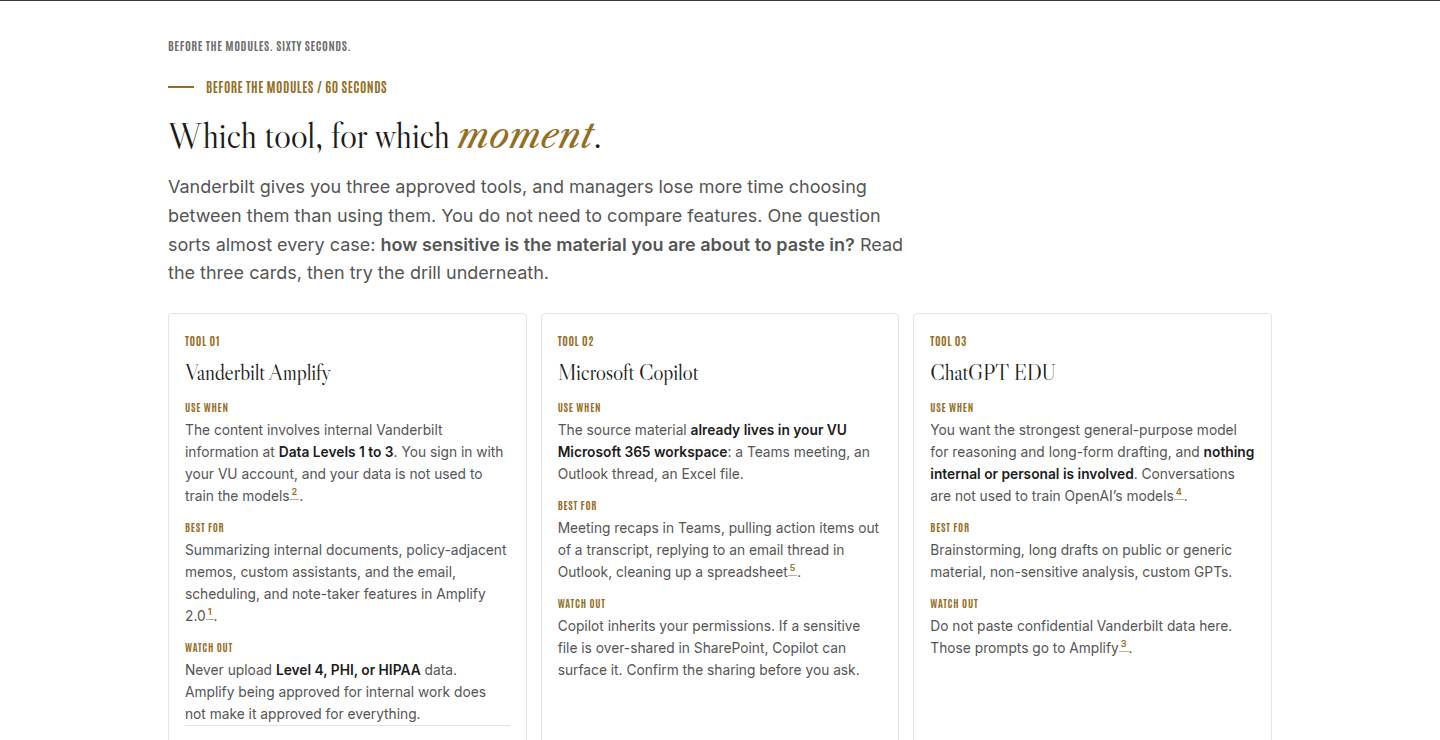 BEFORE THE MODULES. SIXTY SECONDS.
BEFORE THE MODULES / 60 SECONDS
Which tool, for which moment.
Vanderbilt gives you three approved tools, and managers lose more time choosing
between them than using them. You do not need to compare features. One question
sorts almost every case: how sensitive is the material you are about to paste in? Read
the three cards, then try the drill underneath.
TOOL 01
Vanderbilt Amplify
USE WHEN
The content involves internal Vanderbilt
information at Data Levels 1 to 3. You sign in with
your VU account, and your data is not used to
train the models2.
BEST FOR
Summarizing internal documents, policy-adjacent
memos, custom assistants, and the email,
scheduling, and note-taker features in Amplify
2.01.
WATCH OUT
Never upload Level 4, PHI, or HIPAA data.
Amplify being approved for internal work does
not make it approved for everything.
TOOL 02
Microsoft Copilot
USE WHEN
The source material already lives in your VU
Microsoft 365 workspace: a Teams meeting, an
Outlook thread, an Excel file.
BEST FOR
Meeting recaps in Teams, pulling action items out
of a transcript, replying to an email thread in
Outlook, cleaning up a spreadsheet5.
WATCH OUT
Copilot inherits your permissions. If a sensitive
file is over-shared in SharePoint, Copilot can
surface it. Confirm the sharing before you ask.
TOOL 03
ChatGPT EDU
USE WHEN
You want the strongest general-purpose model
for reasoning and long-form drafting, and nothing
internal or personal is involved. Conversations
are not used to train OpenAI’s models4.
BEST FOR
Brainstorming, long drafts on public or generic
material, non-sensitive analysis, custom GPTs.
WATCH OUT
Do not paste confidential Vanderbilt data here.
Those prompts go to Amplify3.